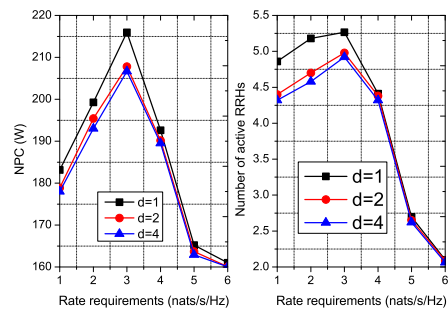 220
210
200
190
180
170
160
NPC (W)
1 2 3 4 5 6
Rate requirements (nats/s/Hz)
d=1
d=2
d=4
5.5
5.0
4.5
4.0
3.5
3.0
2.5
2.0
Number of active RRHs
1 2 3 4 5 6
Rate requirements (nats/s/Hz)
d=1
d=2
d=4